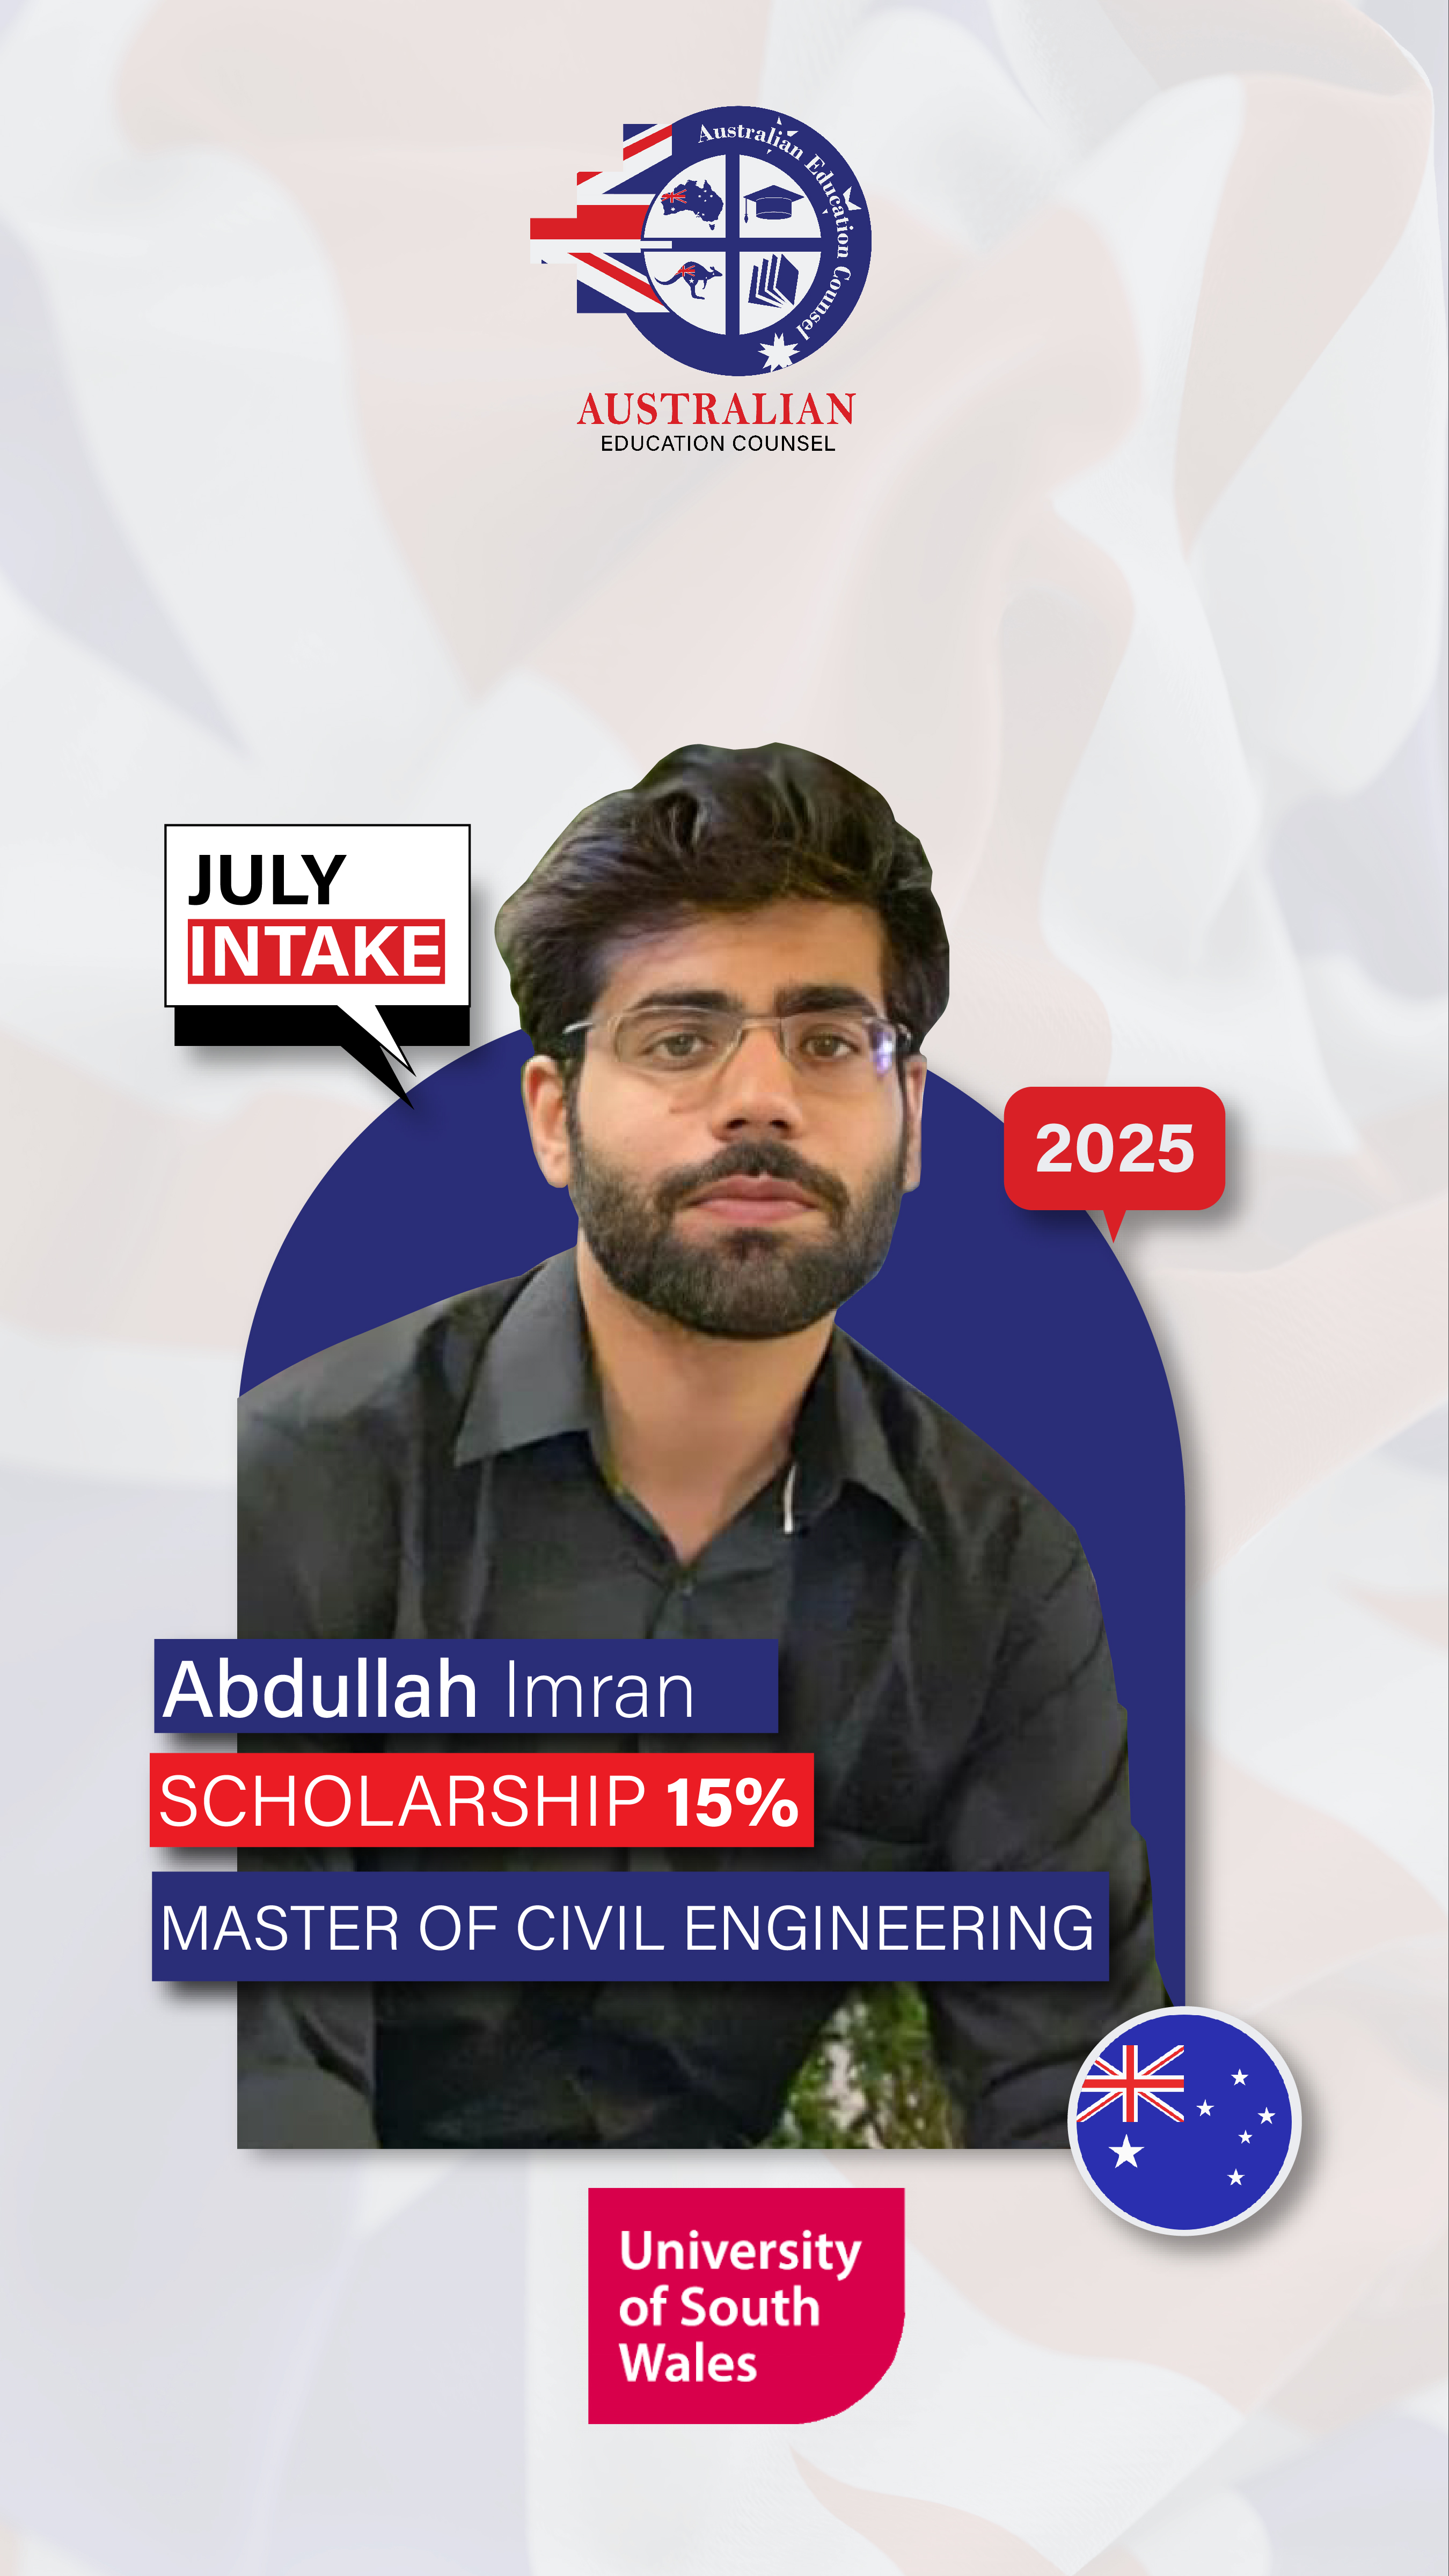 Australian Education Counsel
AUSTRALIAN
EDUCATION COUNSEL
JULY
INTAKE
2025
Abdullah Imran
SCHOLARSHIP 15%
MASTER OF CIVIL ENGINEERING
University
of South
Wales